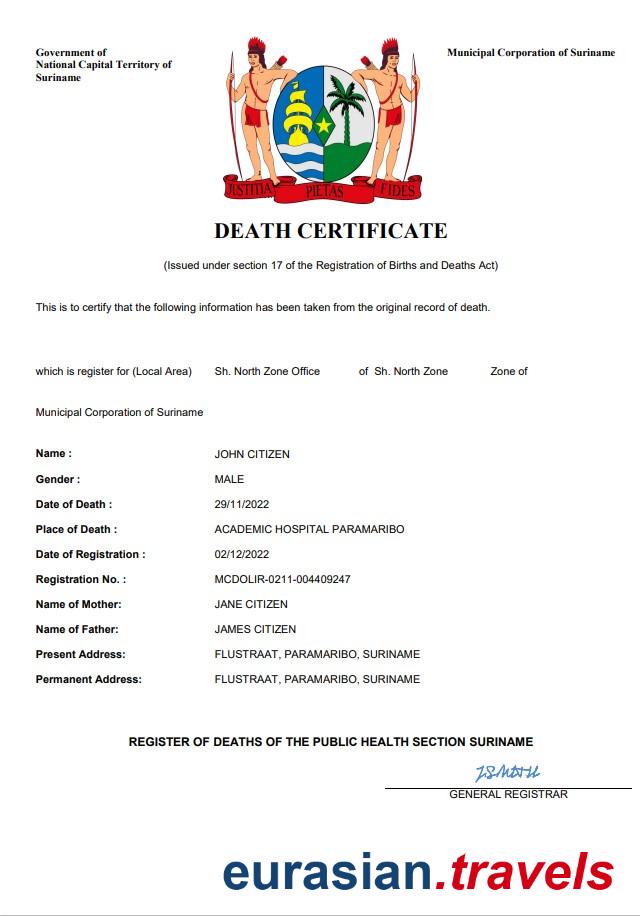 Government of
National Capital Territory of
Suriname
Municipal Corporation of Suriname
JUSTITIA PIETAS FIDES
DEATH CERTIFICATE
(Issued under section 17 of the Registration of Births and Deaths Act)
This is to certify that the following information has been taken from the original record of death.
which is register for (Local Area) Sh. North Zone Office of Sh. North Zone Zone of
Municipal Corporation of Suriname
Name : JOHN CITIZEN
Gender : MALE
Date of Death : 29/11/2022
Place of Death : ACADEMIC HOSPITAL PARAMARIBO
Date of Registration : 02/12/2022
Registration No. : MCDOLIR-0211-004409247
Name of Mother: JANE CITIZEN
Name of Father: JAMES CITIZEN
Present Address: FLUSTRAAT, PARAMARIBO, SURINAME
Permanent Address: FLUSTRAAT, PARAMARIBO, SURINAME
REGISTER OF DEATHS OF THE PUBLIC HEALTH SECTION SURINAME
GENERAL REGISTRAR
eurasian.travels